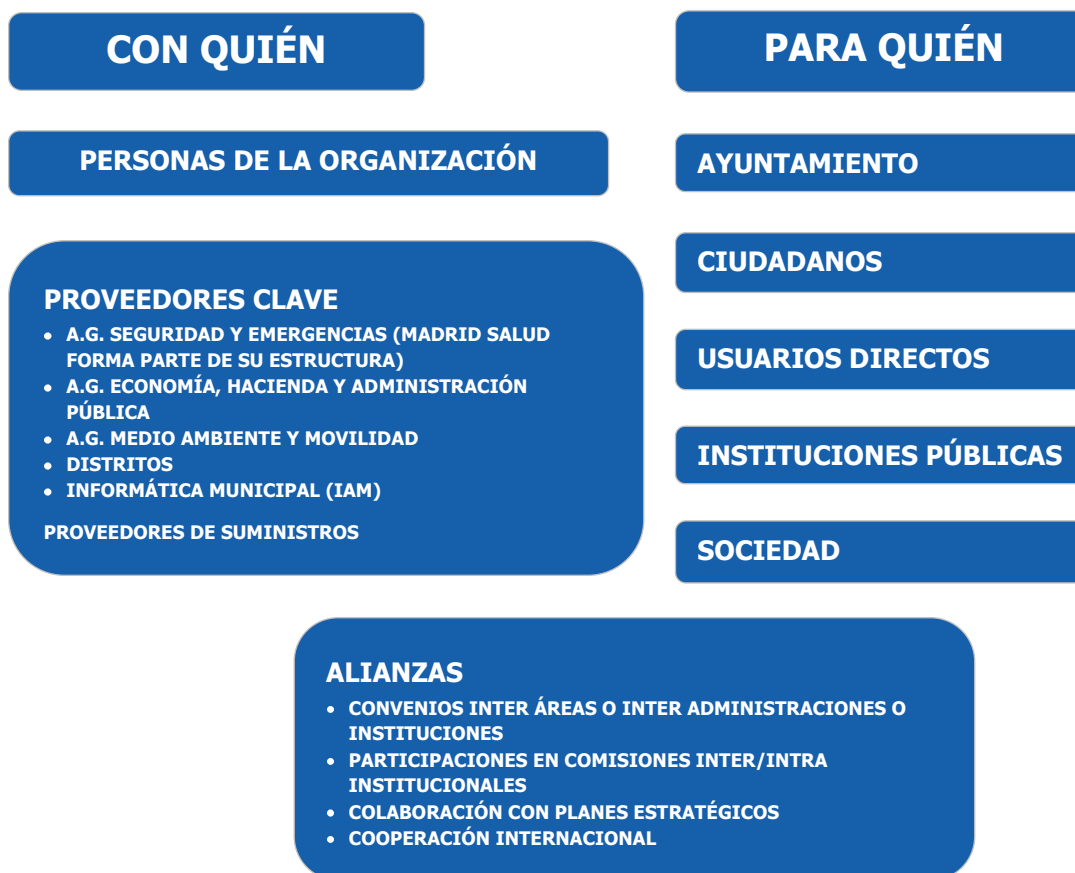 CON QUIÉN
PERSONAS DE LA ORGANIZACIÓN
PROVEEDORES CLAVE
• A.G. SEGURIDAD Y EMERGENCIAS (MADRID SALUD
FORMA PARTE DE SU ESTRUCTURA)
• A.G. ECONOMÍA, HACIENDA Y ADMINISTRACIÓN
PÚBLICA
• A.G. MEDIO AMBIENTE Y MOVILIDAD
• DISTRITOS
• INFORMÁTICA MUNICIPAL (IAM)
PROVEEDORES DE SUMINISTROS
PARA QUIÉN
AYUNTAMIENTO
CIUDADANOS
USUARIOS DIRECTOS
INSTITUCIONES PÚBLICAS
SOCIEDAD
ALIANZAS
• CONVENIOS INTER ÁREAS O INTER ADMINISTRACIONES O
INSTITUCIONES
• PARTICIPACIONES EN COMISIONES INTER/INTRA
INSTITUCIONALES
• COLABORACIÓN CON PLANES ESTRATÉGICOS
• COOPERACIÓN INTERNACIONAL